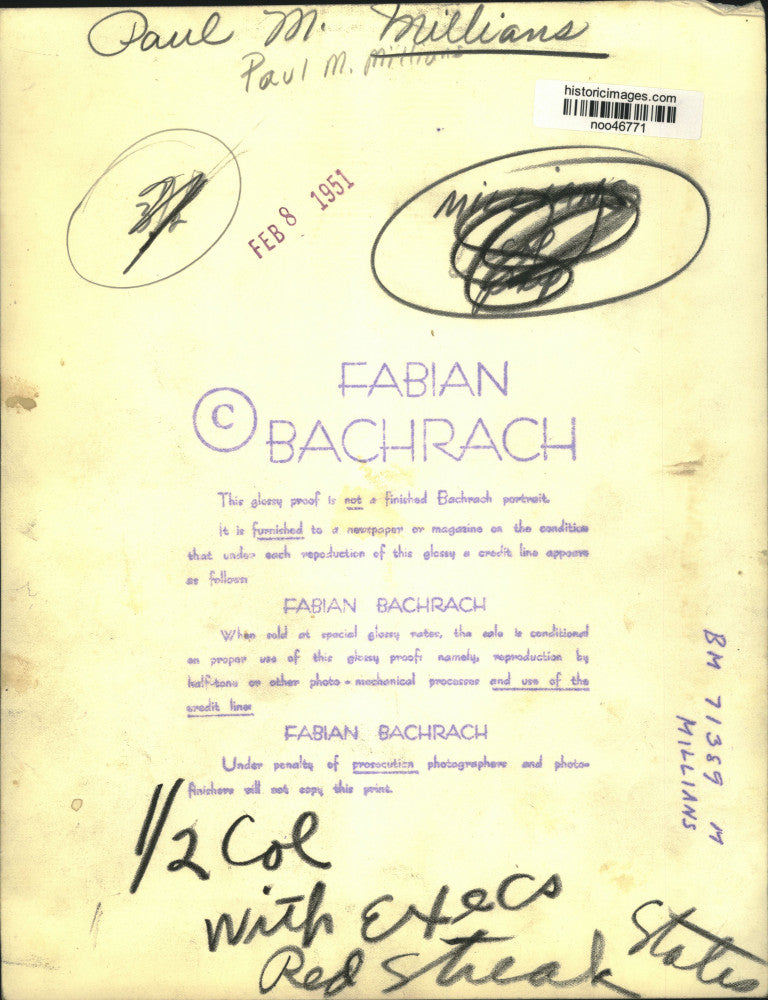 Paul M. Millians
Paul M. Millians
historicimages.com
noo46771
FEB 8 1951
MILLIANS
©
FABIAN
BACHRACH
This glossy proof is not a finished Bachrach portrait.
It is furnished to a newspaper or magazine on the condition
that under each repoduction of this glossy a credit line appears
as follows:
FABIAN BACHRACH
When sold at special glossy rates, the sale is conditioned
on proper use of this glossy proof: namely, reproduction by
half-tone or other photo-mechanical processes and use of the
credit line:
FABIAN BACHRACH
Under penalty of prosecution photographers and photo-
finishers will not copy this print.
BM 71389 M
MILLIANS
1/2 Col
With Execs
Red Streak
States